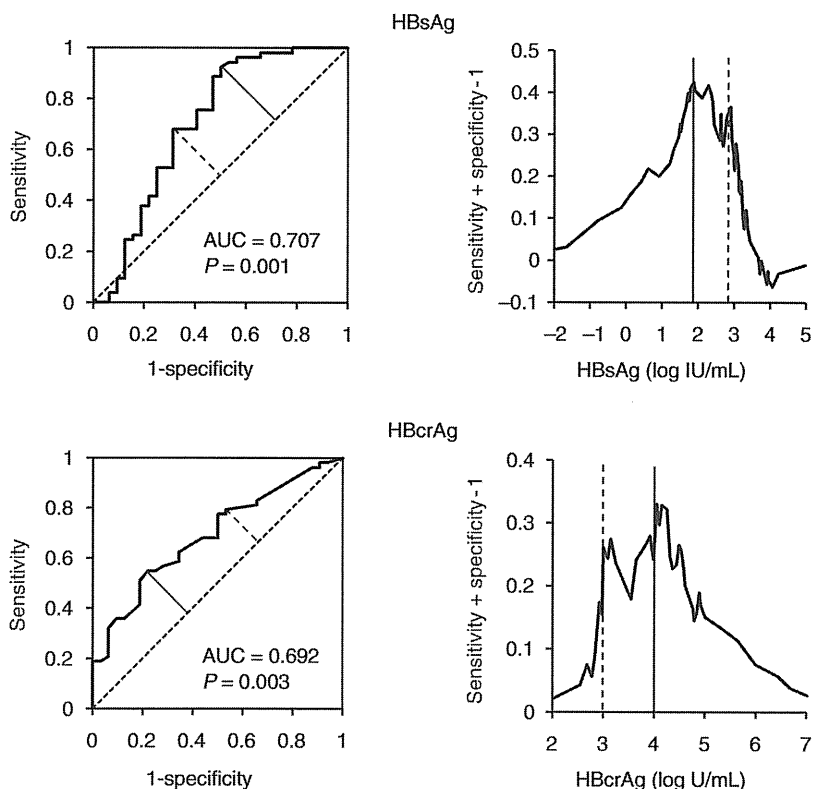 HBsAg
Sensitivity
1
0.8
0.6
0.4
0.2
0
AUC = 0.707
P = 0.001
0 0.2 0.4 0.6 0.8 1
1-specificity
Sensitivity + specificity - 1
0.5
0.4
0.3
0.2
0.1
0
–0.1
–2 –1 0 1 2 3 4 5
HBsAg (log IU/mL)
HBcrAg
Sensitivity
1
0.8
0.6
0.4
0.2
0
AUC = 0.692
P = 0.003
0 0.2 0.4 0.6 0.8 1
1-specificity
Sensitivity + specificity - 1
0.4
0.3
0.2
0.1
0
2 3 4 5 6 7
HBcrAg (log U/mL)